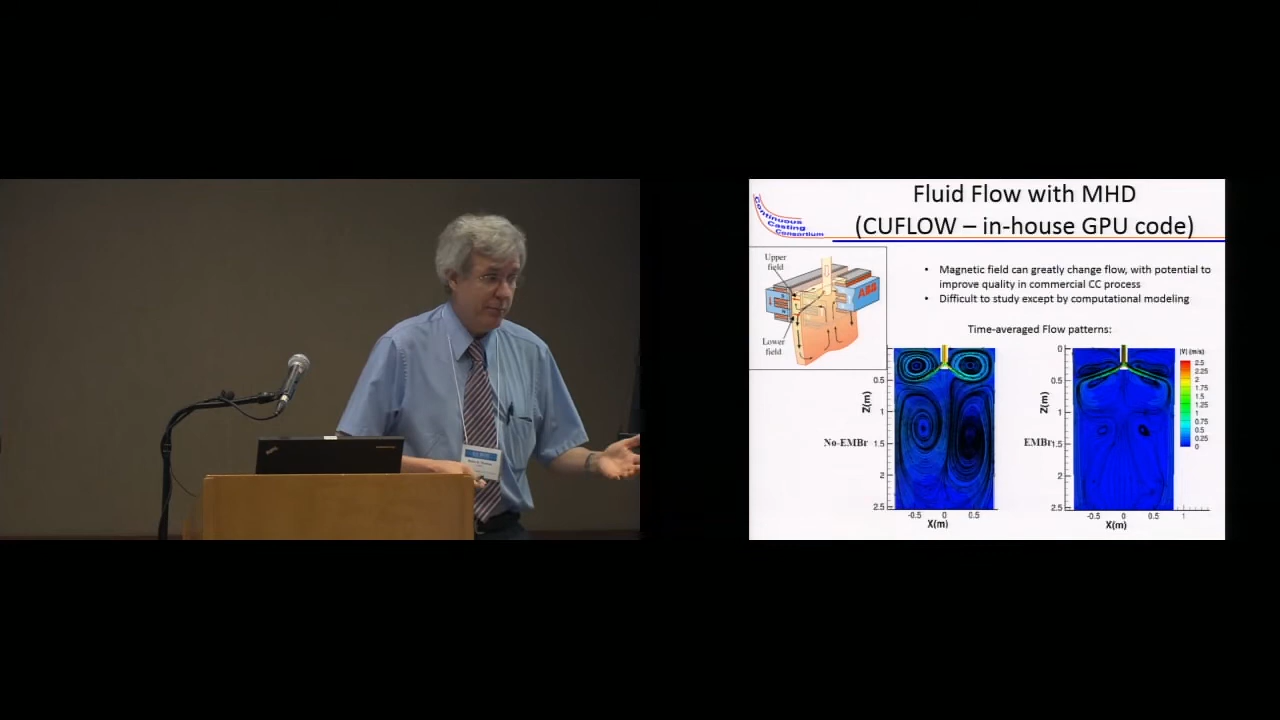 Continuous
Casting
Consortium
Fluid Flow with MHD
(CUFLOW – in-house GPU code)
Upper
field
ABB
Lower
field
• Magnetic field can greatly change flow, with potential to
improve quality in commercial CC process
• Difficult to study except by computational modeling
Time-averaged Flow patterns:
No-EMBr
Z(m)
0.5
1
1.5
2
2.5
-0.5 0 0.5
X(m)
EMBr
Z(m)
0
0.5
1
1.5
2
2.5
-0.5 0 0.5 1
X(m)
|V| (m/s)
2.5
2.25
2
1.75
1.5
1.25
1
0.75
0.5
0.25
0